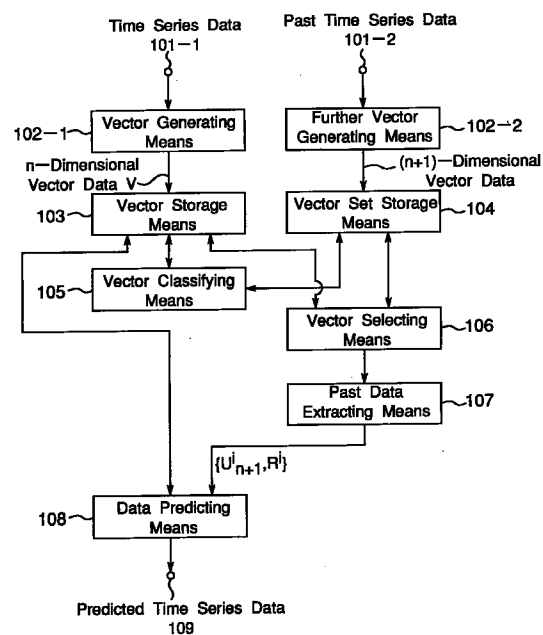 Time Series Data
101-1
Past Time Series Data
101-2
Vector Generating
Means
102-1
Further Vector
Generating Means
102-2
n-Dimensional
Vector Data V
(n+1)-Dimensional
Vector Data
Vector Storage
Means
103
Vector Set Storage
Means
104
Vector Classifying
Means
105
Vector Selecting
Means
106
Past Data
Extracting Means
107
{U^i_{n+1}, R^i}
Data Predicting
Means
108
Predicted Time Series Data
109